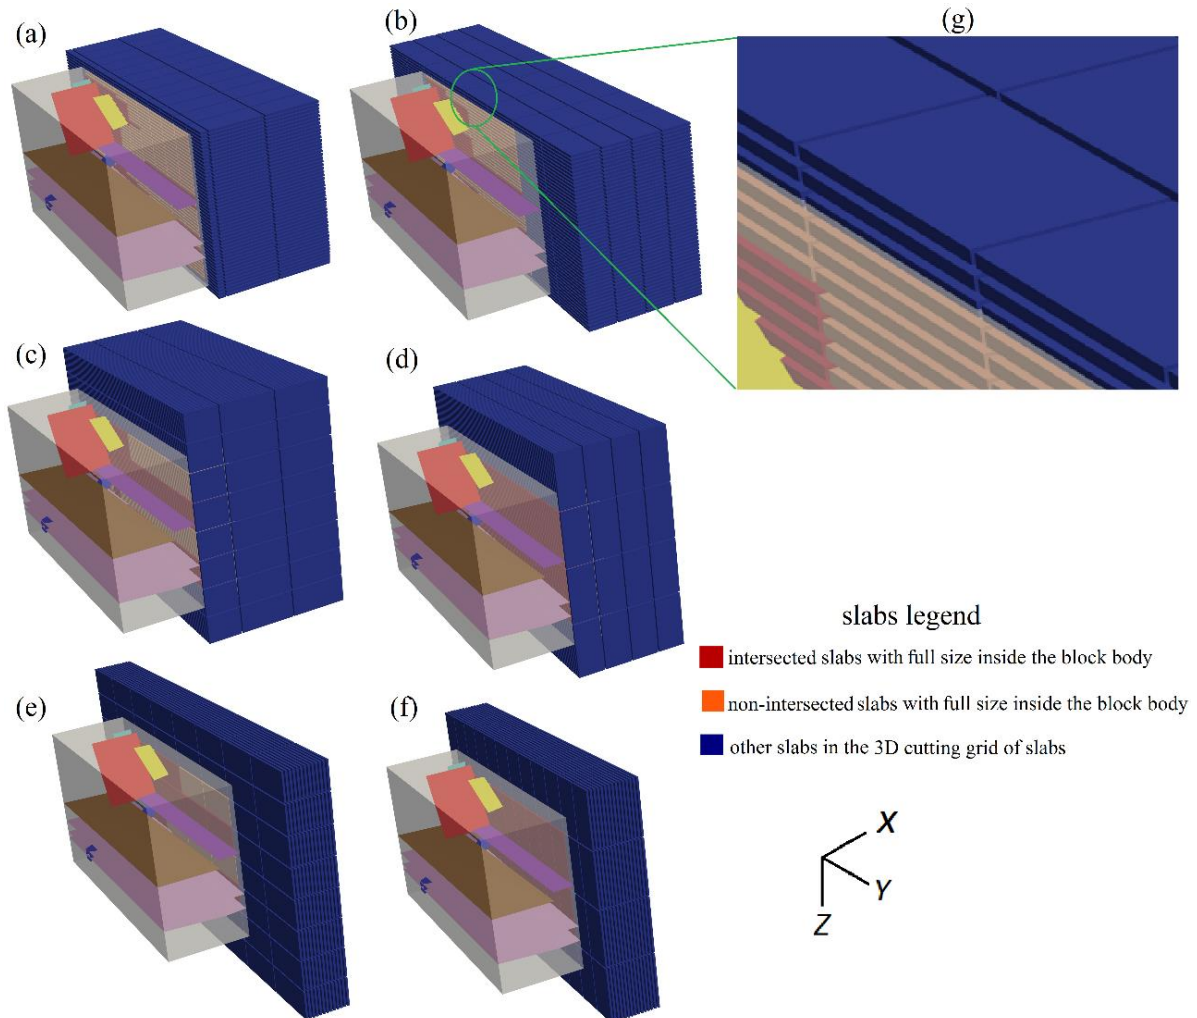 (a)
(b)
(g)
(c)
(d)
slabs legend
intersected slabs with full size inside the block body
non-intersected slabs with full size inside the block body
other slabs in the 3D cutting grid of slabs
(e)
(f)
X
Y
Z